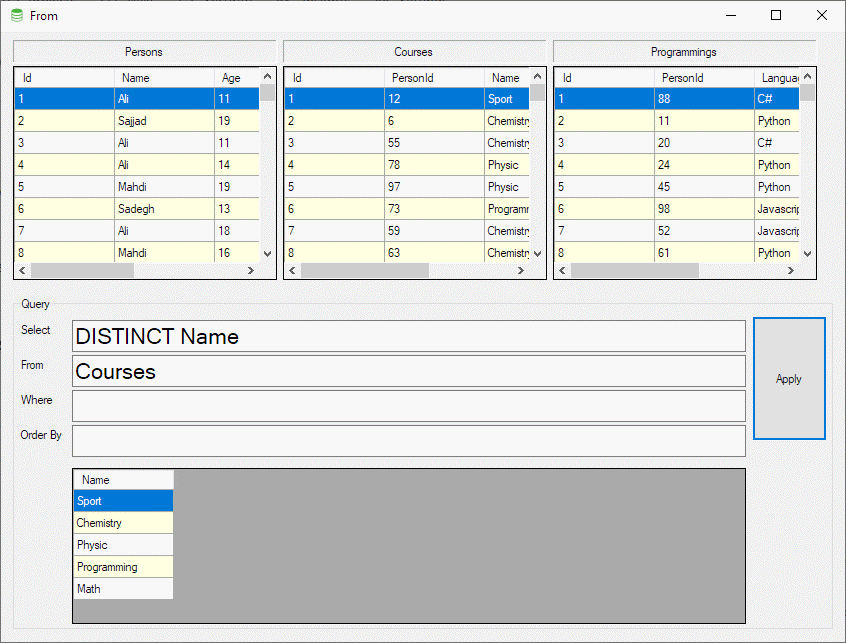 From
Persons Courses Programmings
Id Name Age Id PersonId Name Id PersonId Langua
1 Ali 11 1 12 Sport 1 88 C#
2 Sajjad 19 2 6 Chemistry 2 11 Python
3 Ali 11 3 55 Chemistry 3 20 C#
4 Ali 14 4 78 Physic 4 24 Python
5 Mahdi 19 5 97 Physic 5 45 Python
6 Sadegh 13 6 73 Programm 6 98 Javascrip
7 Ali 18 7 59 Chemistry 7 52 Javascrip
8 Mahdi 16 8 63 Chemistry 8 61 Python
Query
Select DISTINCT Name
From Courses
Where
Order By
Apply
Name
Sport
Chemistry
Physic
Programming
Math